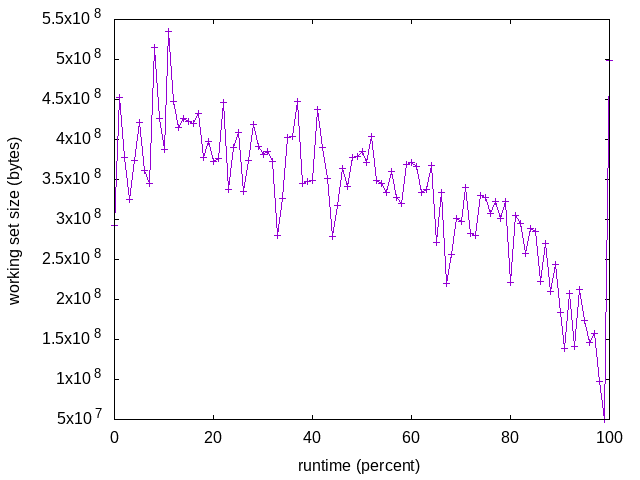 5.5x10^8
5x10^8
4.5x10^8
4x10^8
3.5x10^8
3x10^8
2.5x10^8
2x10^8
1.5x10^8
1x10^8
5x10^7
working set size (bytes)
0 20 40 60 80 100
runtime (percent)